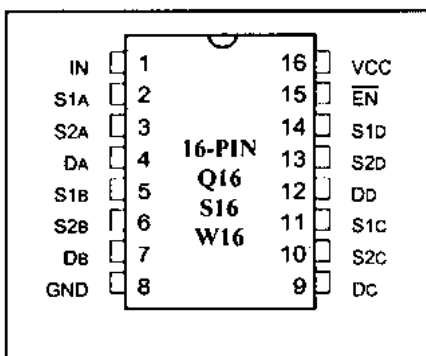 IN 1 16 VCC
S1A 2 15 EN
S2A 3 14 S1D
DA 4 13 S2D
S1B 5 12 DD
S2B 6 11 S1C
DB 7 10 S2C
GND 8 9 DC
16-PIN
Q16
S16
W16